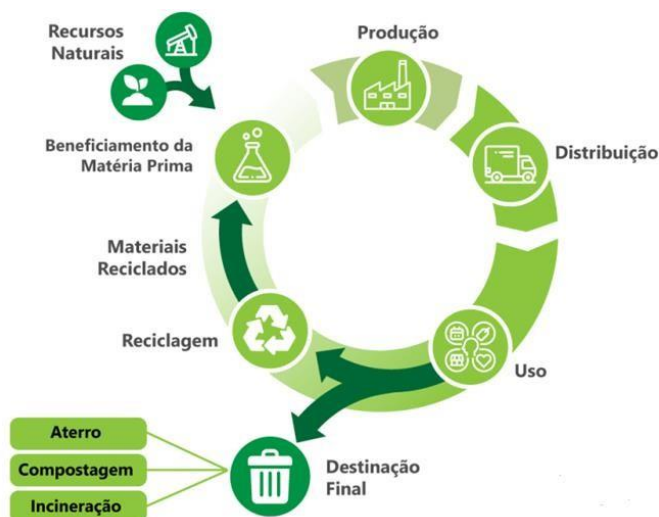 Recursos
Naturais
Produção
Beneficiamento da
Matéria Prima
Distribuição
Materiais
Reciclados
Reciclagem
Uso
Aterro
Compostagem
Incineração
Destinação
Final